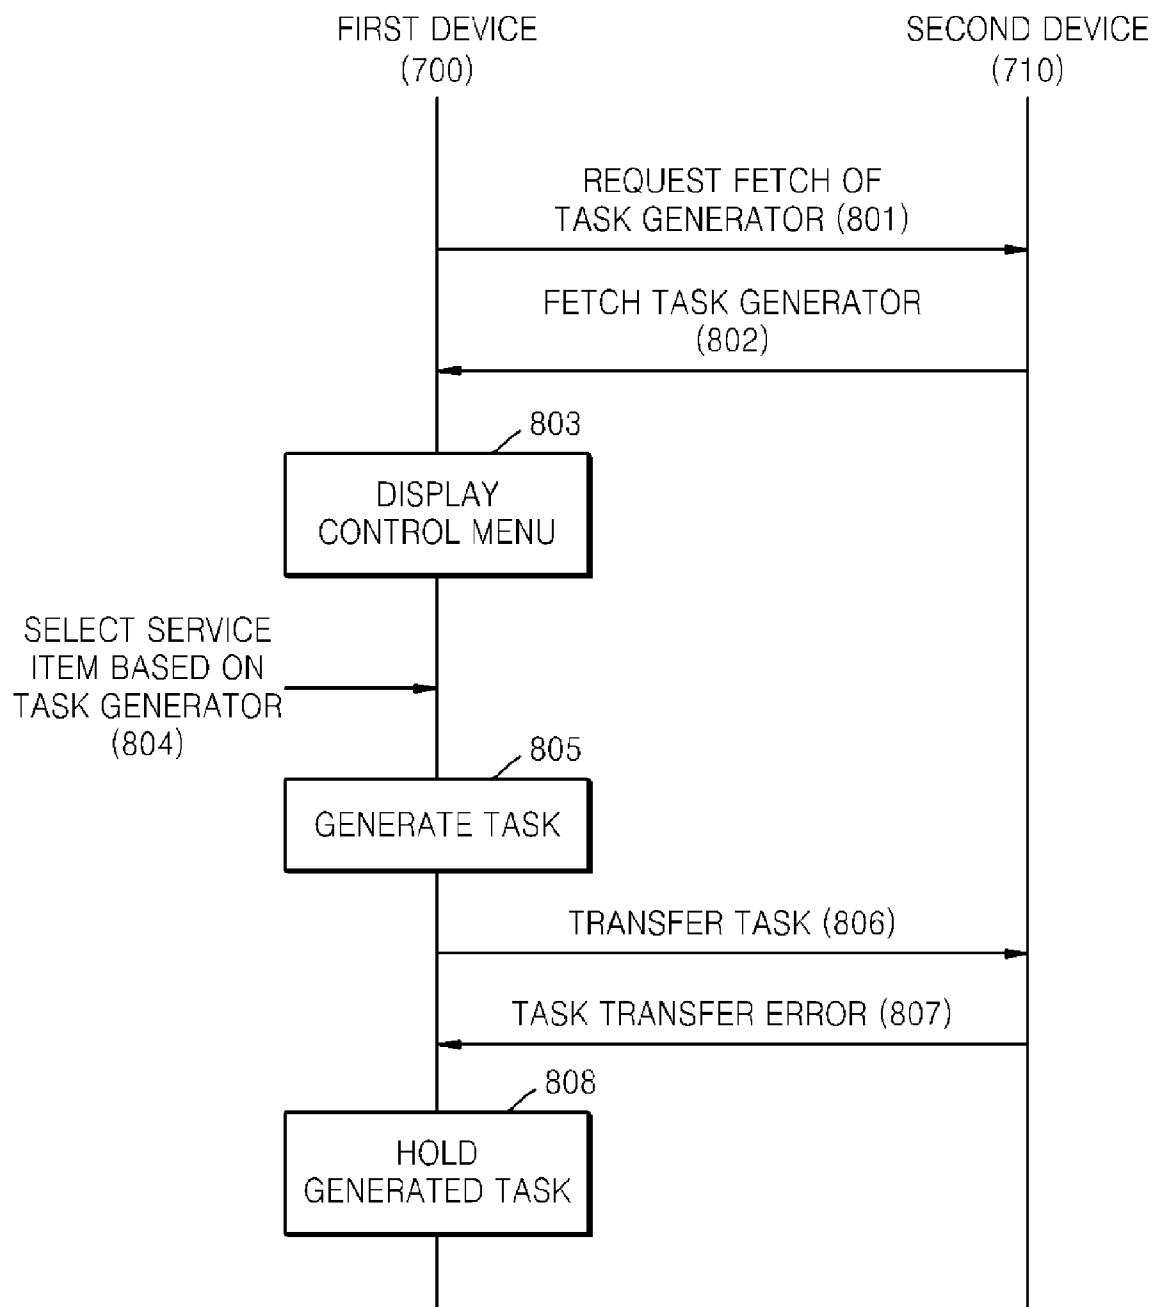 FIRST DEVICE
(700)
SECOND DEVICE
(710)
REQUEST FETCH OF
TASK GENERATOR (801)
FETCH TASK GENERATOR
(802)
803
DISPLAY
CONTROL MENU
SELECT SERVICE
ITEM BASED ON
TASK GENERATOR
(804)
805
GENERATE TASK
TRANSFER TASK (806)
TASK TRANSFER ERROR (807)
808
HOLD
GENERATED TASK